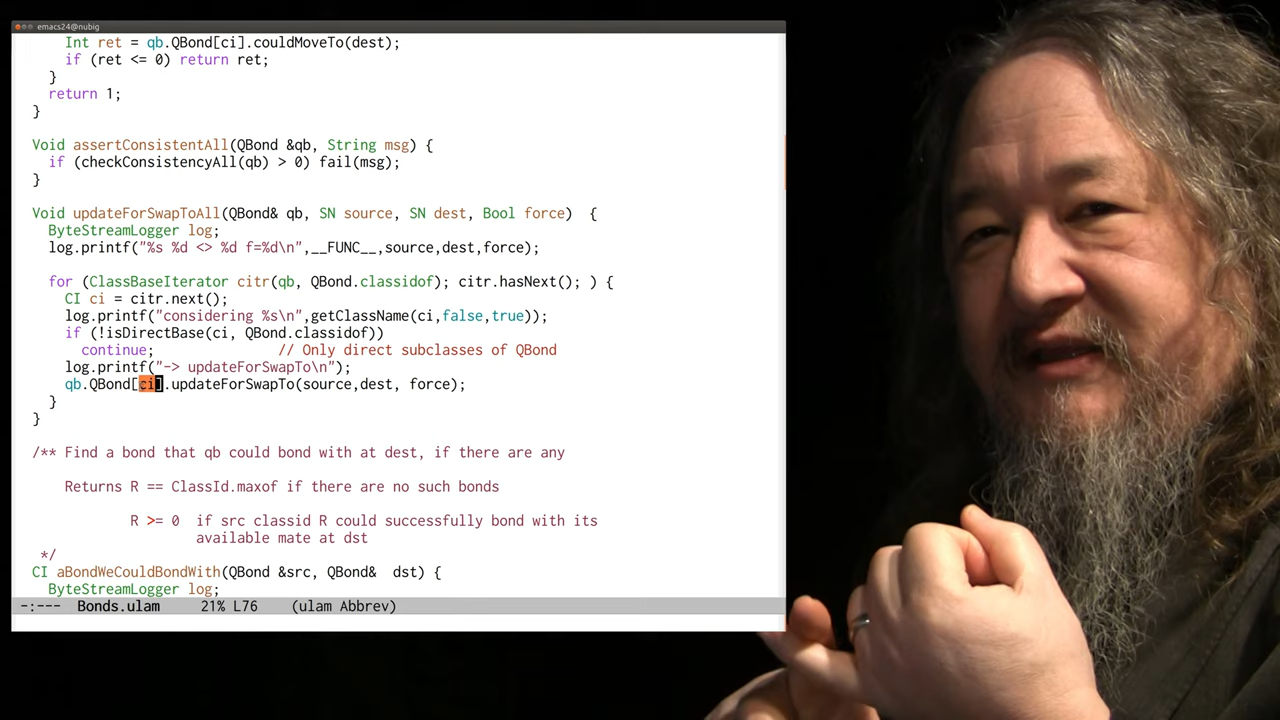 emacs24@nubig
Int ret = qb.QBond[ci].couldMoveTo(dest);
if (ret <= 0) return ret;
}
return 1;
}
Void assertConsistentAll(QBond &qb, String msg) {
if (checkConsistencyAll(qb) > 0) fail(msg);
}
Void updateForSwapToAll(QBond& qb, SN source, SN dest, Bool force)  {
ByteStreamLogger log;
log.printf("%s %d <> %d f=%d\n",__FUNC__,source,dest,force);
for (ClassBaseIterator citr(qb, QBond.classidof); citr.hasNext(); ) {
CI ci = citr.next();
log.printf("considering %s\n",getClassName(ci,false,true));
if (!isDirectBase(ci, QBond.classidof))
continue;               // Only direct subclasses of QBond
log.printf("-> updateForSwapTo\n");
qb.QBond[ci].updateForSwapTo(source,dest, force);
}
}
/** Find a bond that qb could bond with at dest, if there are any
Returns R == ClassId.maxof if there are no such bonds
R >= 0  if src classid R could successfully bond with its
available mate at dst
*/
CI aBondWeCouldBondWith(QBond &src, QBond&  dst) {
ByteStreamLogger log;
-:---  Bonds.ulam     21% L76    (ulam Abbrev)